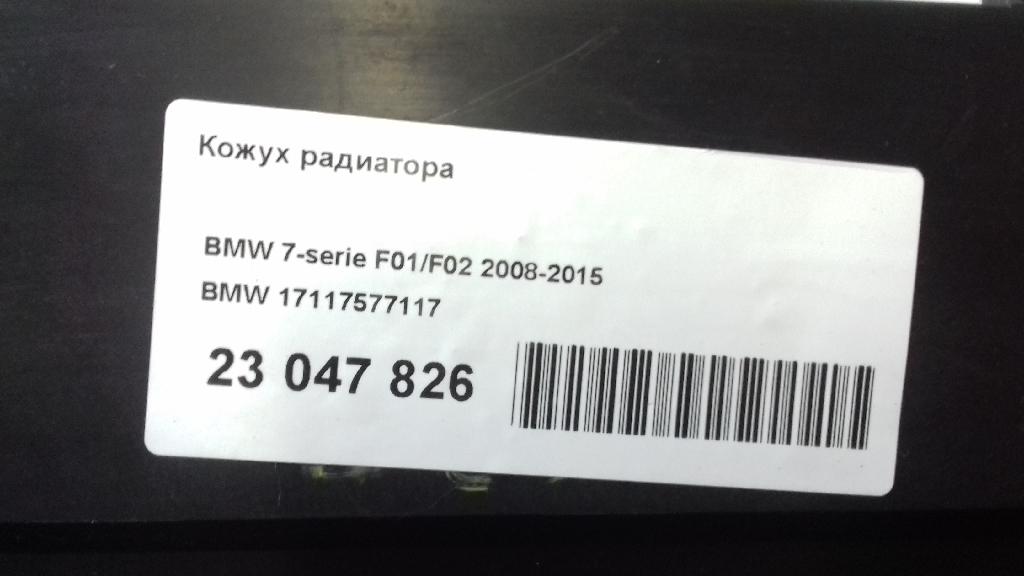 Кожух радиатора
BMW 7-serie F01/F02 2008-2015
BMW 17117577117
23 047 826